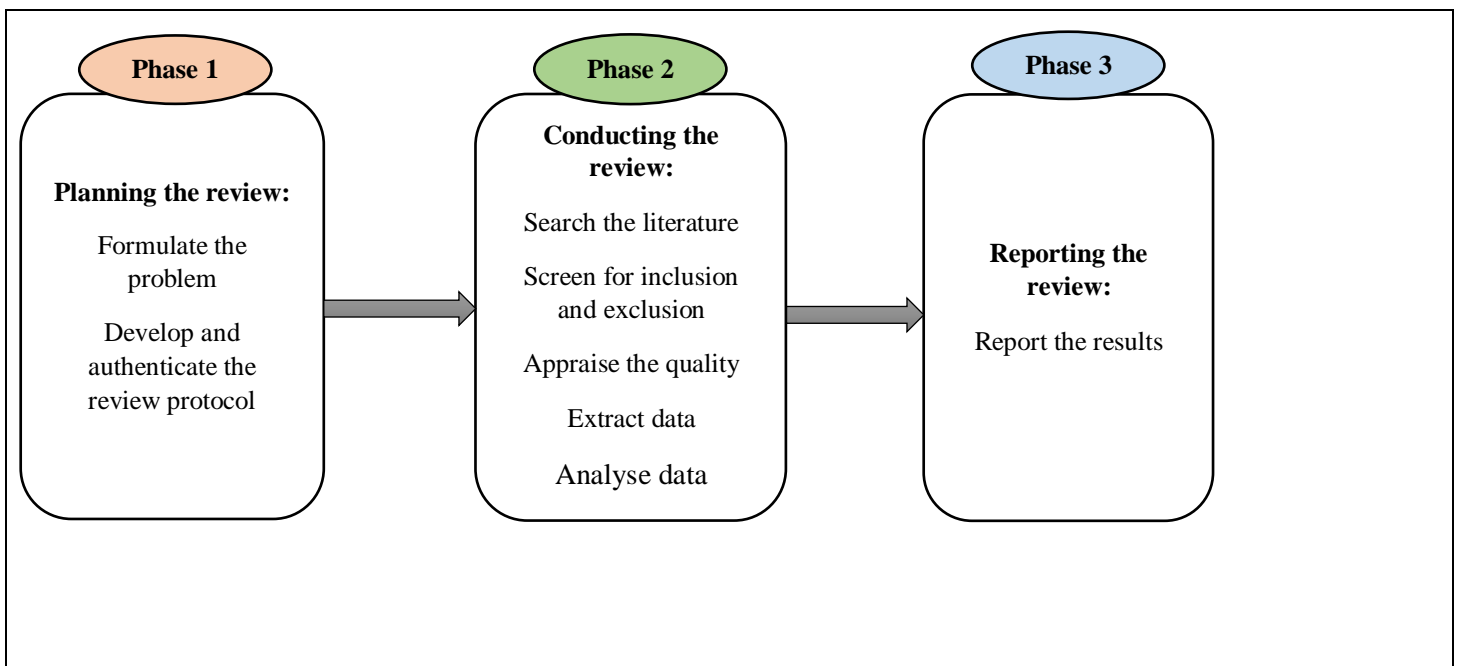 Phase 1
Planning the review:
Formulate the
problem
Develop and
authenticate the
review protocol
Phase 2
Conducting the
review:
Search the literature
Screen for inclusion
and exclusion
Appraise the quality
Extract data
Analyse data
Phase 3
Reporting the
review:
Report the results